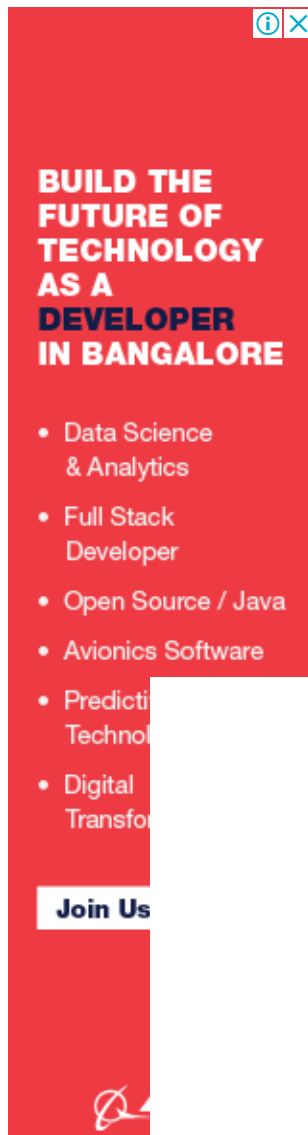 BUILD THE
FUTURE OF
TECHNOLOGY
AS A
DEVELOPER
IN BANGALORE
• Data Science
& Analytics
• Full Stack
Developer
• Open Source / Java
• Avionics Software
•
•
Digital
Join Us